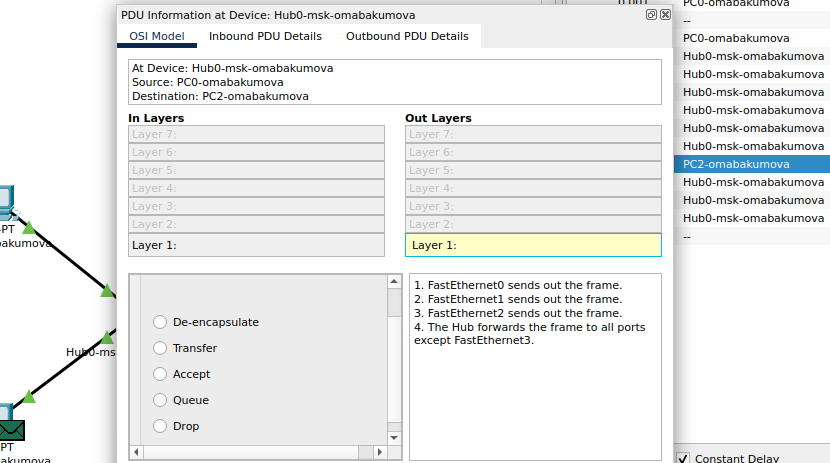 PDU Information at Device: Hub0-msk-omabakumova
OSI Model Inbound PDU Details Outbound PDU Details
At Device: Hub0-msk-omabakumova
Source: PC0-omabakumova
Destination: PC2-omabakumova
In Layers
Layer 7:
Layer 6:
Layer 5:
Layer 4:
Layer 3:
Layer 2:
Layer 1:
Out Layers
Layer 7:
Layer 6:
Layer 5:
Layer 4:
Layer 3:
Layer 2:
Layer 1:
De-encapsulate
Transfer
Accept
Queue
Drop
1. FastEthernet0 sends out the frame.
2. FastEthernet1 sends out the frame.
3. FastEthernet2 sends out the frame.
4. The Hub forwards the frame to all ports
except FastEthernet3.
-PT
bakumova
Hub0-ms
PT
akumova
PC0-omabakumova
--
PC0-omabakumova
Hub0-msk-omabakumova
Hub0-msk-omabakumova
Hub0-msk-omabakumova
Hub0-msk-omabakumova
Hub0-msk-omabakumova
Hub0-msk-omabakumova
PC2-omabakumova
Hub0-msk-omabakumova
Hub0-msk-omabakumova
Hub0-msk-omabakumova
--
Constant Delay